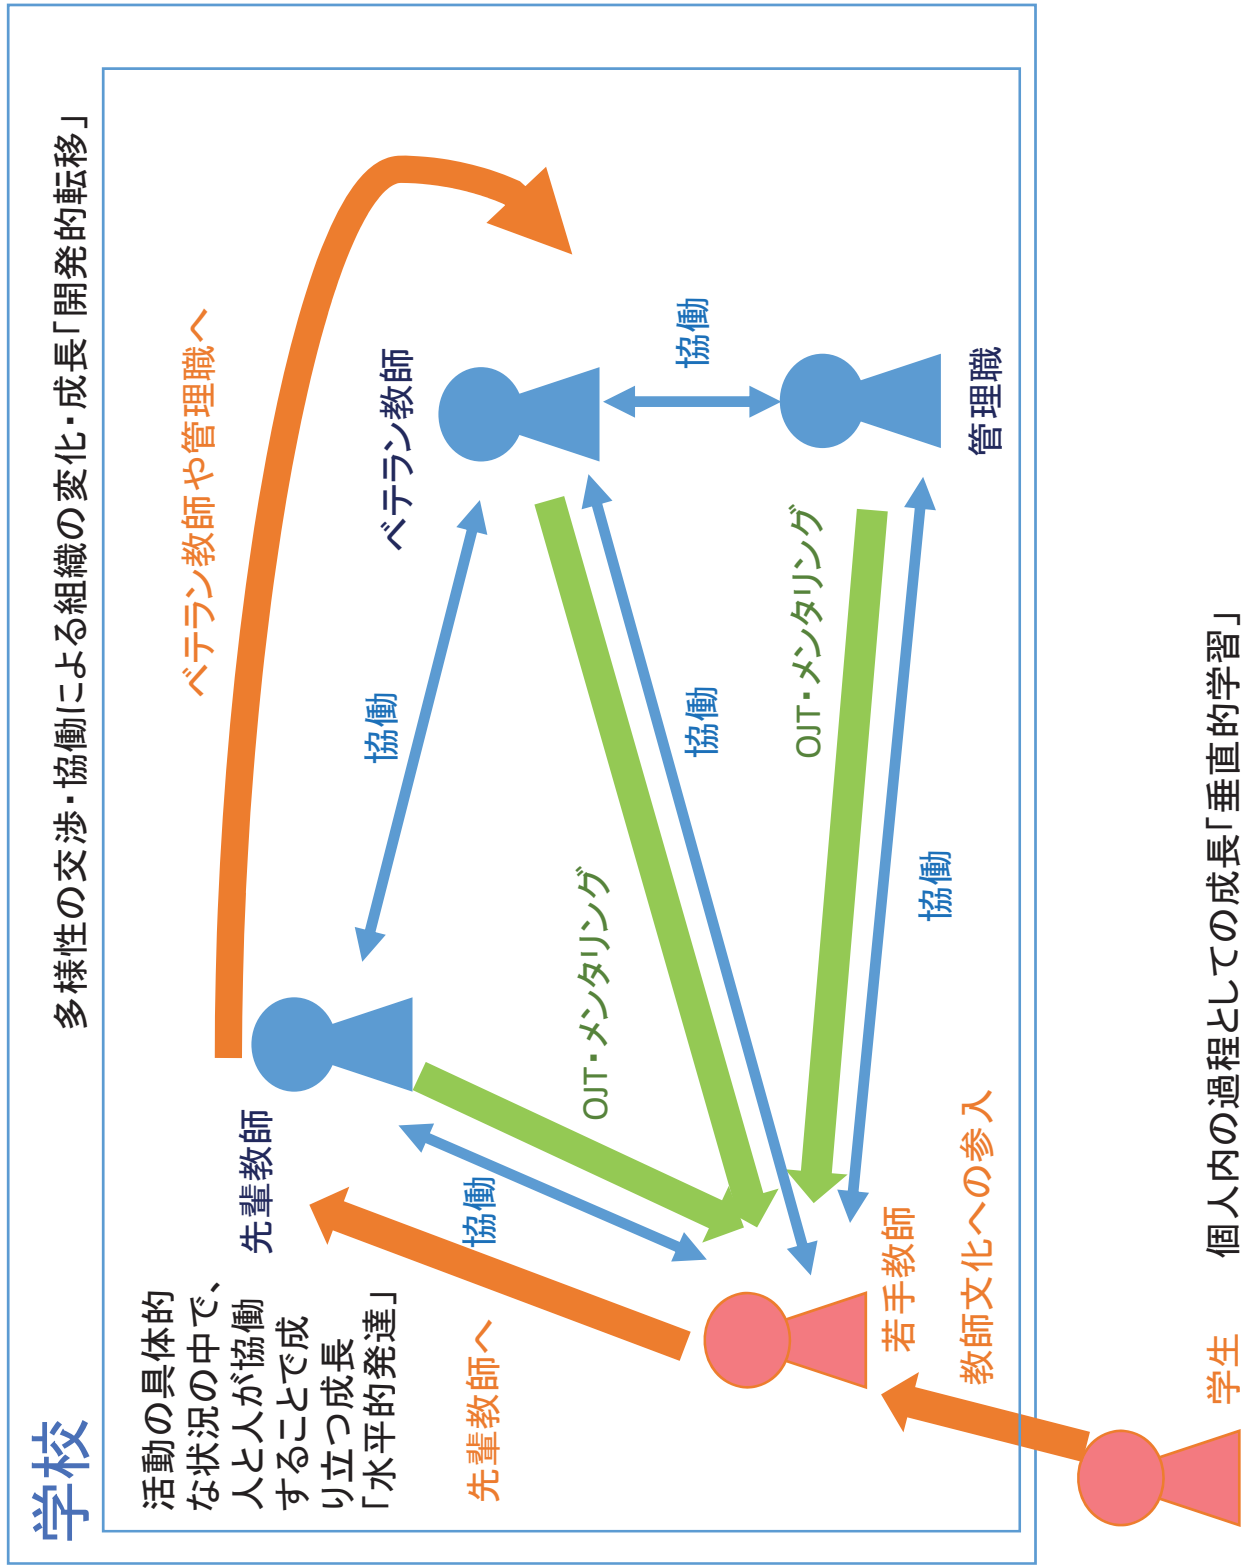 学校
多様性の交渉・協働による組織の変化・成長「開発的転移」
活動の具体的
な状況の中で、
人と人が協働
することで成
り立つ成長
「水平的発達」
ベテラン教師や管理職へ
先輩教師
ベテラン教師
協働
先輩教師へ
協働
OJT・メンタリング
協働
協働
OJT・メンタリング
若手教師
協働
管理職
教師文化への参入
学生
個人内の過程としての成長「垂直的学習」